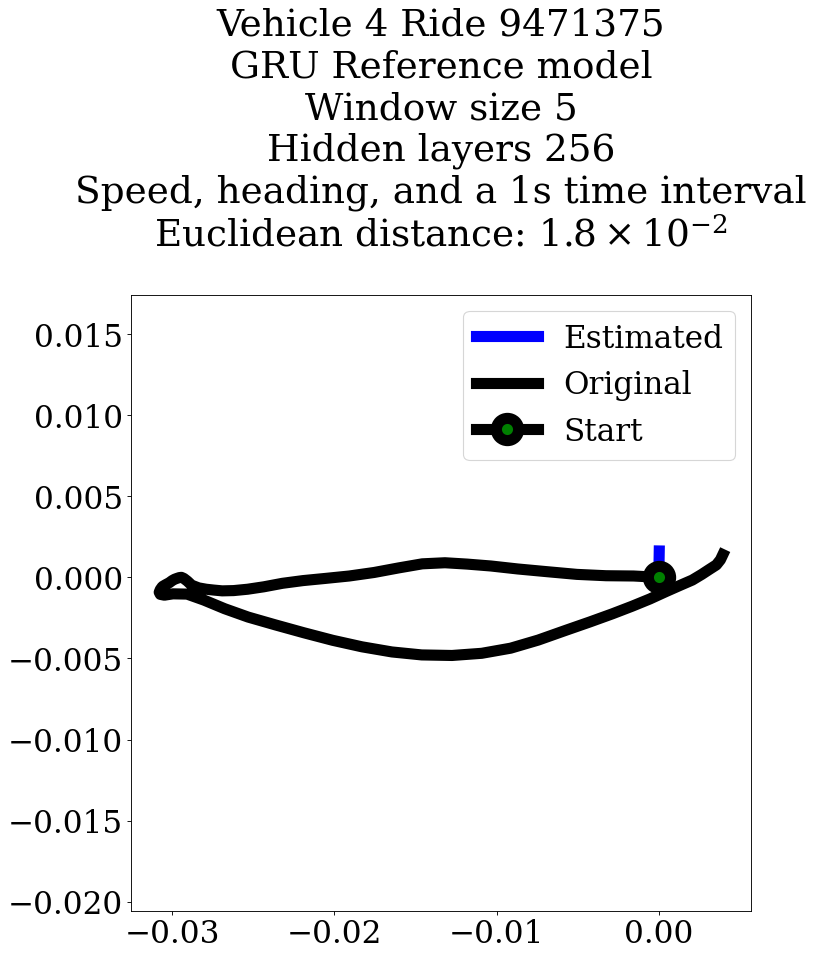 Vehicle 4 Ride 9471375
GRU Reference model
Window size 5
Hidden layers 256
Speed, heading, and a 1s time interval
Euclidean distance: 1.8 × 10⁻²
Estimated
Original
Start
0.015
0.010
0.005
0.000
−0.005
−0.010
−0.015
−0.020
−0.03 −0.02 −0.01 0.00